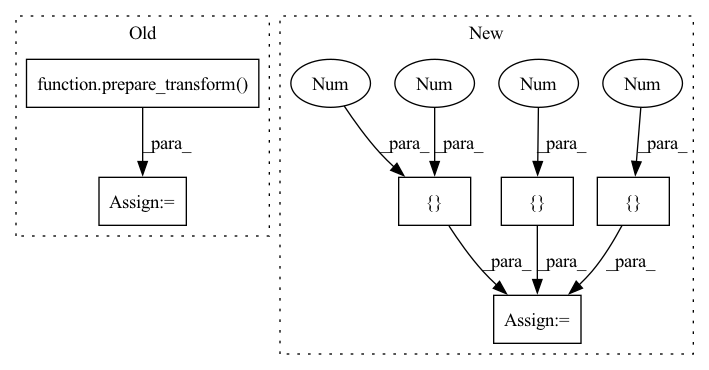 Old
New
function.prepare_transform()
Num
Num
Num
Num
_para_
_para_
_para_
_para_
_para_
Assign:=
{}
{}
{}
_para_
_para_
_para_
Assign:=